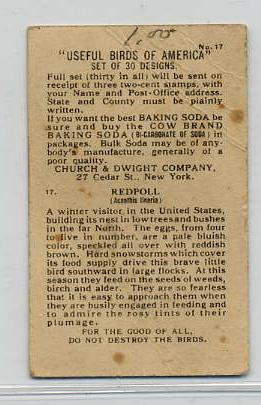 1.00
No. 17
"USEFUL BIRDS OF AMERICA"
SET OF 30 DESIGNS.
Full set (thirty in all) will be sent on
receipt of three two-cent stamps, with
your Name and Post-Office address.
State and County must be plainly
written.
If you want the best BAKING SODA be
sure and buy the COW BRAND
BAKING SODA (BI-CARBONATE OF SODA) in
packages. Bulk Soda may be of any-
body's manufacture, generally of a
poor quality.
CHURCH & DWIGHT COMPANY,
27 Cedar St., New York.
17. REDPOLL
(Acanthis linaria)
A winter visitor, in the United States,
building its nest in low trees and bushes
in the far North. The eggs, from four
to five in number, are a pale bluish
color, speckled all over with reddish
brown. Hard snowstorms which cover
its food supply drive this brave little
bird southward in large flocks. At this
season they feed on the seeds of weeds,
birch and alder. They are so fearless
that it is easy to approach them when
they are busily engaged in feeding and
to admire the rosy tints of their
plumage.
FOR THE GOOD OF ALL,
DO NOT DESTROY THE BIRDS.